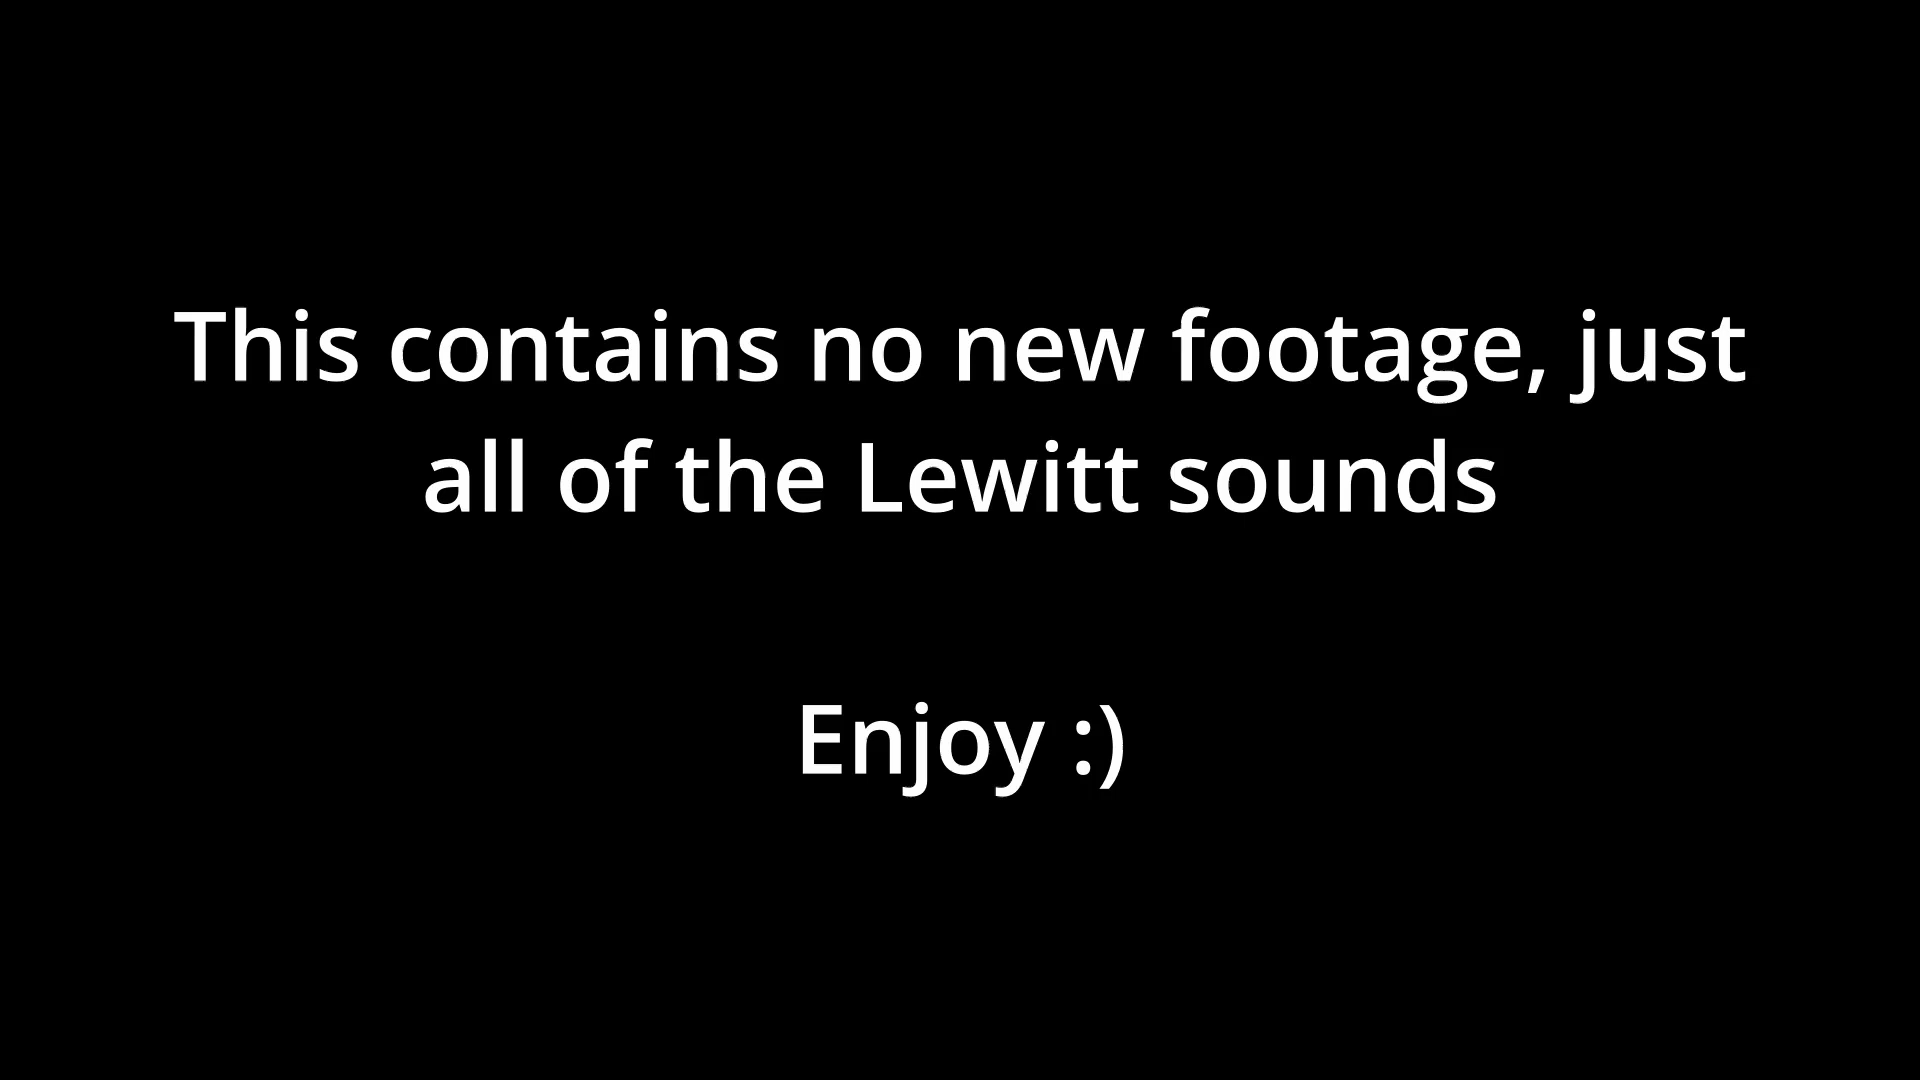 This contains no new footage, just
all of the Lewitt sounds
Enjoy :)